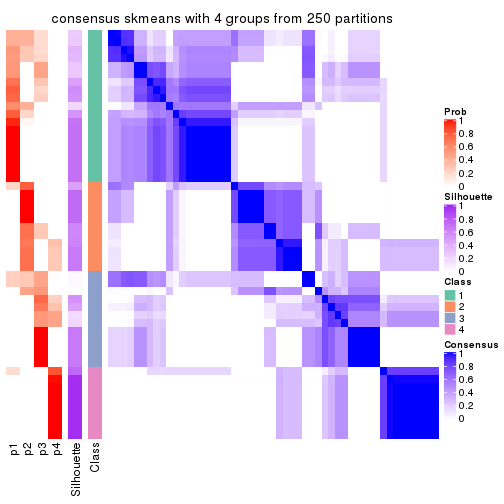 consensus skmeans with 4 groups from 250 partitions
Prob
1
0.8
0.6
0.4
0.2
0
Silhouette
1
0.8
0.6
0.4
0.2
0
Class
1
2
3
4
Consensus
1
0.8
0.6
0.4
0.2
0
p1
p2
p3
p4
Silhouette
Class